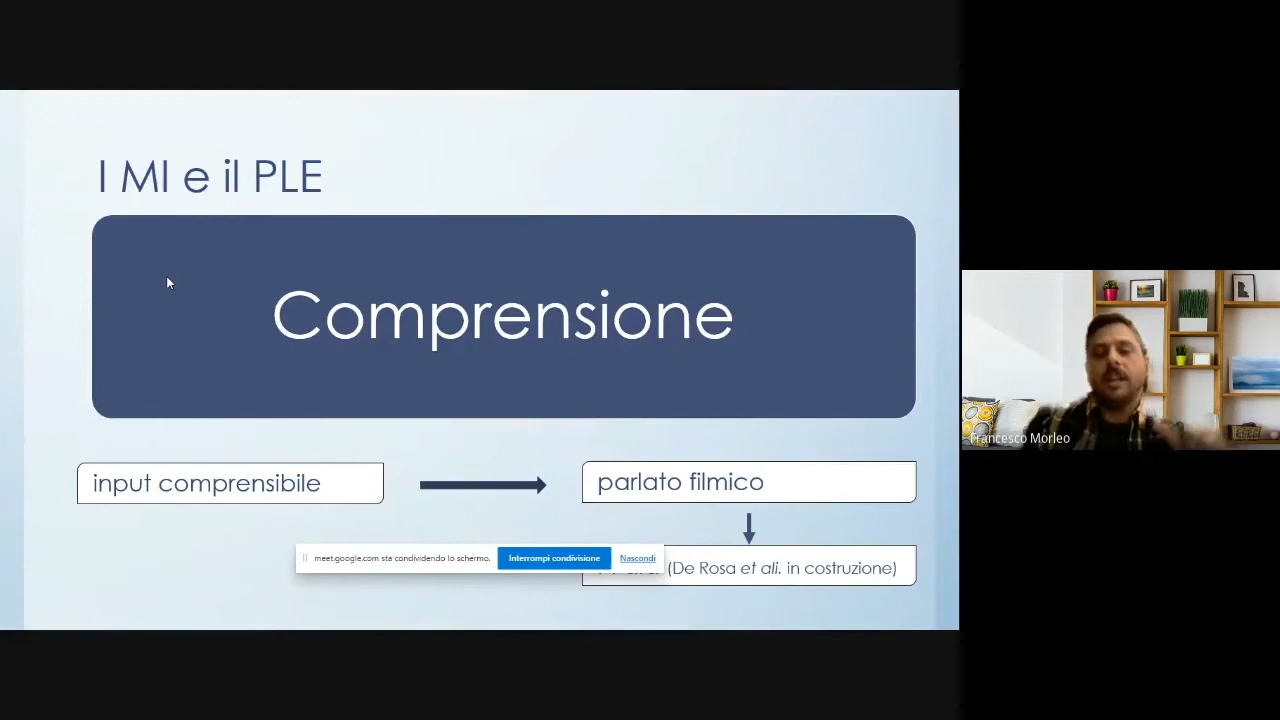 I MI e il PLE
Comprensione
input comprensibile
parlato filmico
meet.google.com sta condividendo lo schermo.
Interrompi condivisione
Nascondi
(De Rosa et ali. in costruzione)
Francesco Morleo